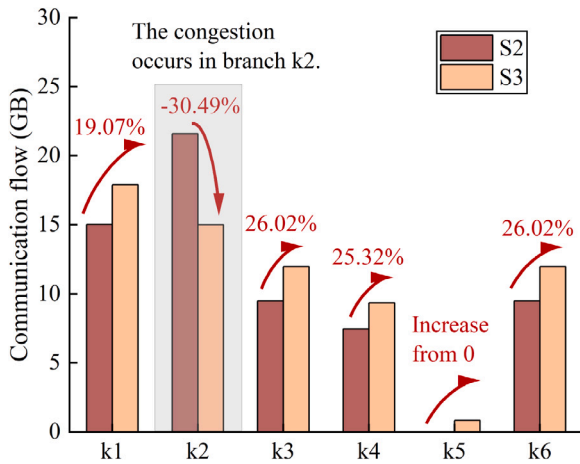 The congestion
occurs in branch k2.
S2
S3
Communication flow (GB)
30
25
20
15
10
5
0
19.07%
-30.49%
26.02%
25.32%
Increase
from 0
26.02%
k1
k2
k3
k4
k5
k6